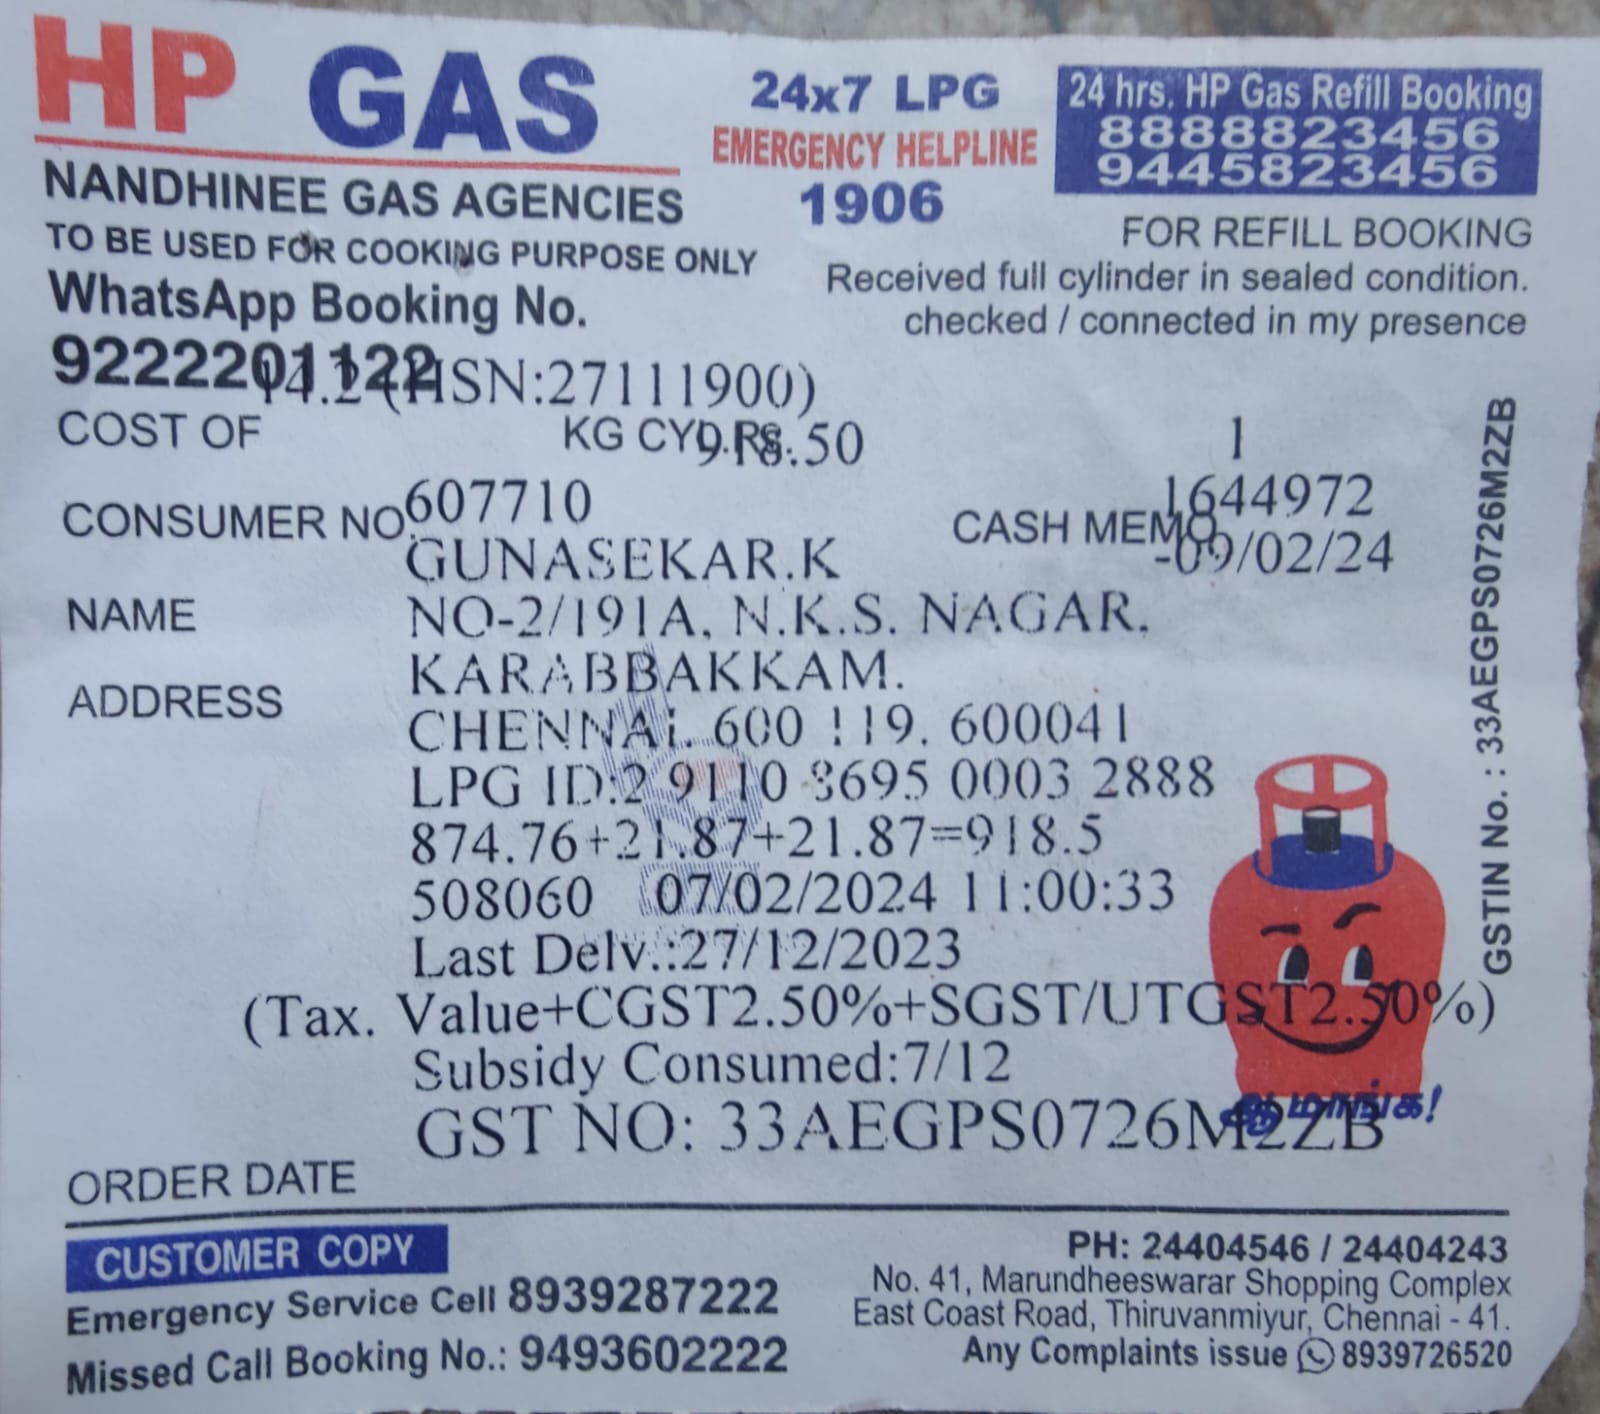 HP GAS
NANDHINEE GAS AGENCIES
TO BE USED FOR COOKING PURPOSE ONLY
WhatsApp Booking No.
9222201122
24x7 LPG
EMERGENCY HELPLINE
1906
24 hrs. HP Gas Refill Booking
8888823456
9445823456
FOR REFILL BOOKING
Received full cylinder in sealed condition.
checked / connected in my presence
14.2 (HSN:27111900)
COST OF KG CYL.RS. 918.50 1
CONSUMER NO. 607710 CASH MEMO 1644972
-09/02/24
NAME GUNASEKAR.K
ADDRESS NO-2/191A, N.K.S. NAGAR,
KARABBAKKAM.
CHENNAI. 600 119. 600041
LPG ID:2 9110 8695 0003 2888
874.76+21.87+21.87=918.5
508060 07/02/2024 11:00:33
Last Delv.:27/12/2023
(Tax. Value+CGST2.50%+SGST/UTGST2.50%)
Subsidy Consumed:7/12
GST NO: 33AEGPS0726M2ZB
ORDER DATE
GSTIN No. : 33AEGPS0726M2ZB
CUSTOMER COPY
Emergency Service Cell 8939287222
Missed Call Booking No.: 9493602222
PH: 24404546 / 24404243
No. 41, Marundheeswarar Shopping Complex
East Coast Road, Thiruvanmiyur, Chennai - 41.
Any Complaints issue 8939726520